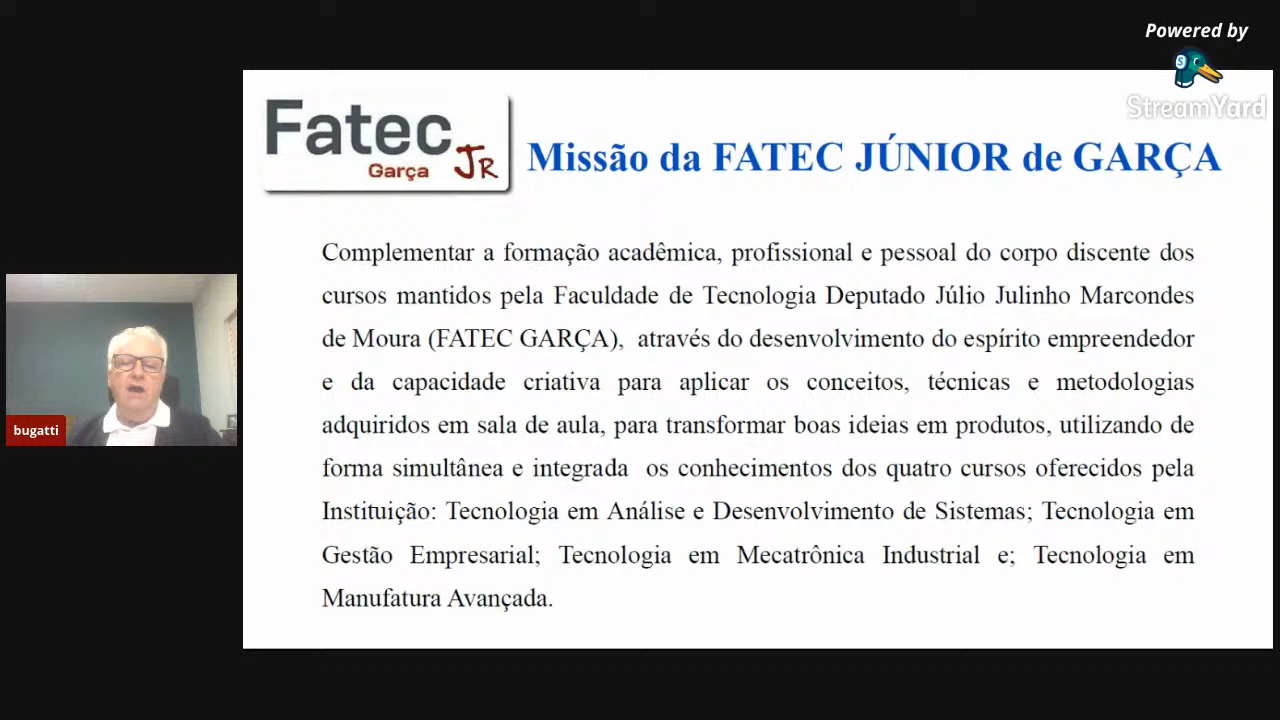 Powered by
StreamYard
Fatec
Garça JR
Missão da FATEC JÚNIOR de GARÇA
Complementar a formação acadêmica, profissional e pessoal do corpo discente dos
cursos mantidos pela Faculdade de Tecnologia Deputado Júlio Julinho Marcondes
de Moura (FATEC GARÇA), através do desenvolvimento do espírito empreendedor
e da capacidade criativa para aplicar os conceitos, técnicas e metodologias
adquiridos em sala de aula, para transformar boas ideias em produtos, utilizando de
forma simultânea e integrada os conhecimentos dos quatro cursos oferecidos pela
Instituição: Tecnologia em Análise e Desenvolvimento de Sistemas; Tecnologia em
Gestão Empresarial; Tecnologia em Mecatrônica Industrial e; Tecnologia em
Manufatura Avançada.
bugatti